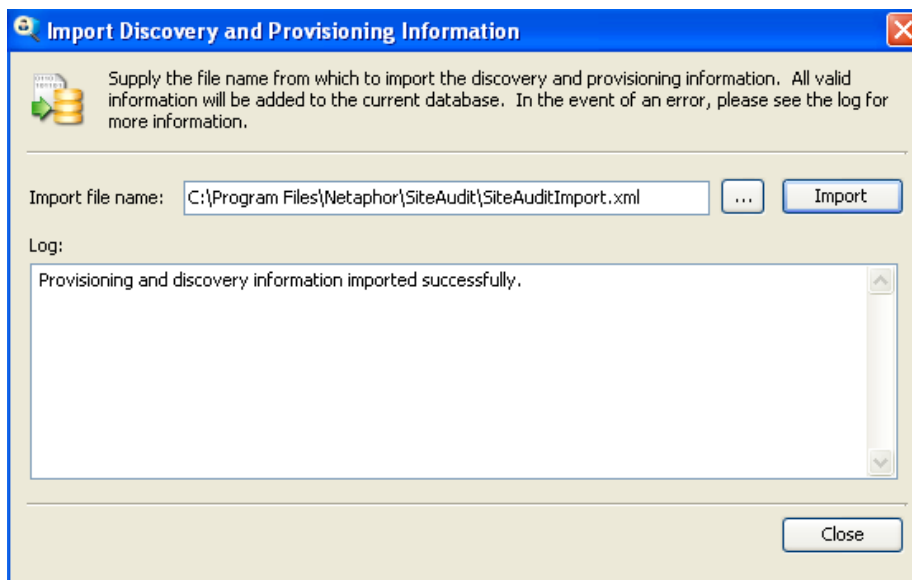 Import Discovery and Provisioning Information
Supply the file name from which to import the discovery and provisioning information.  All valid
information will be added to the current database.  In the event of an error, please see the log for
more information.
Import file name: C:\Program Files\Netaphor\SiteAudit\SiteAuditImport.xml ... Import
Log:
Provisioning and discovery information imported successfully.
Close